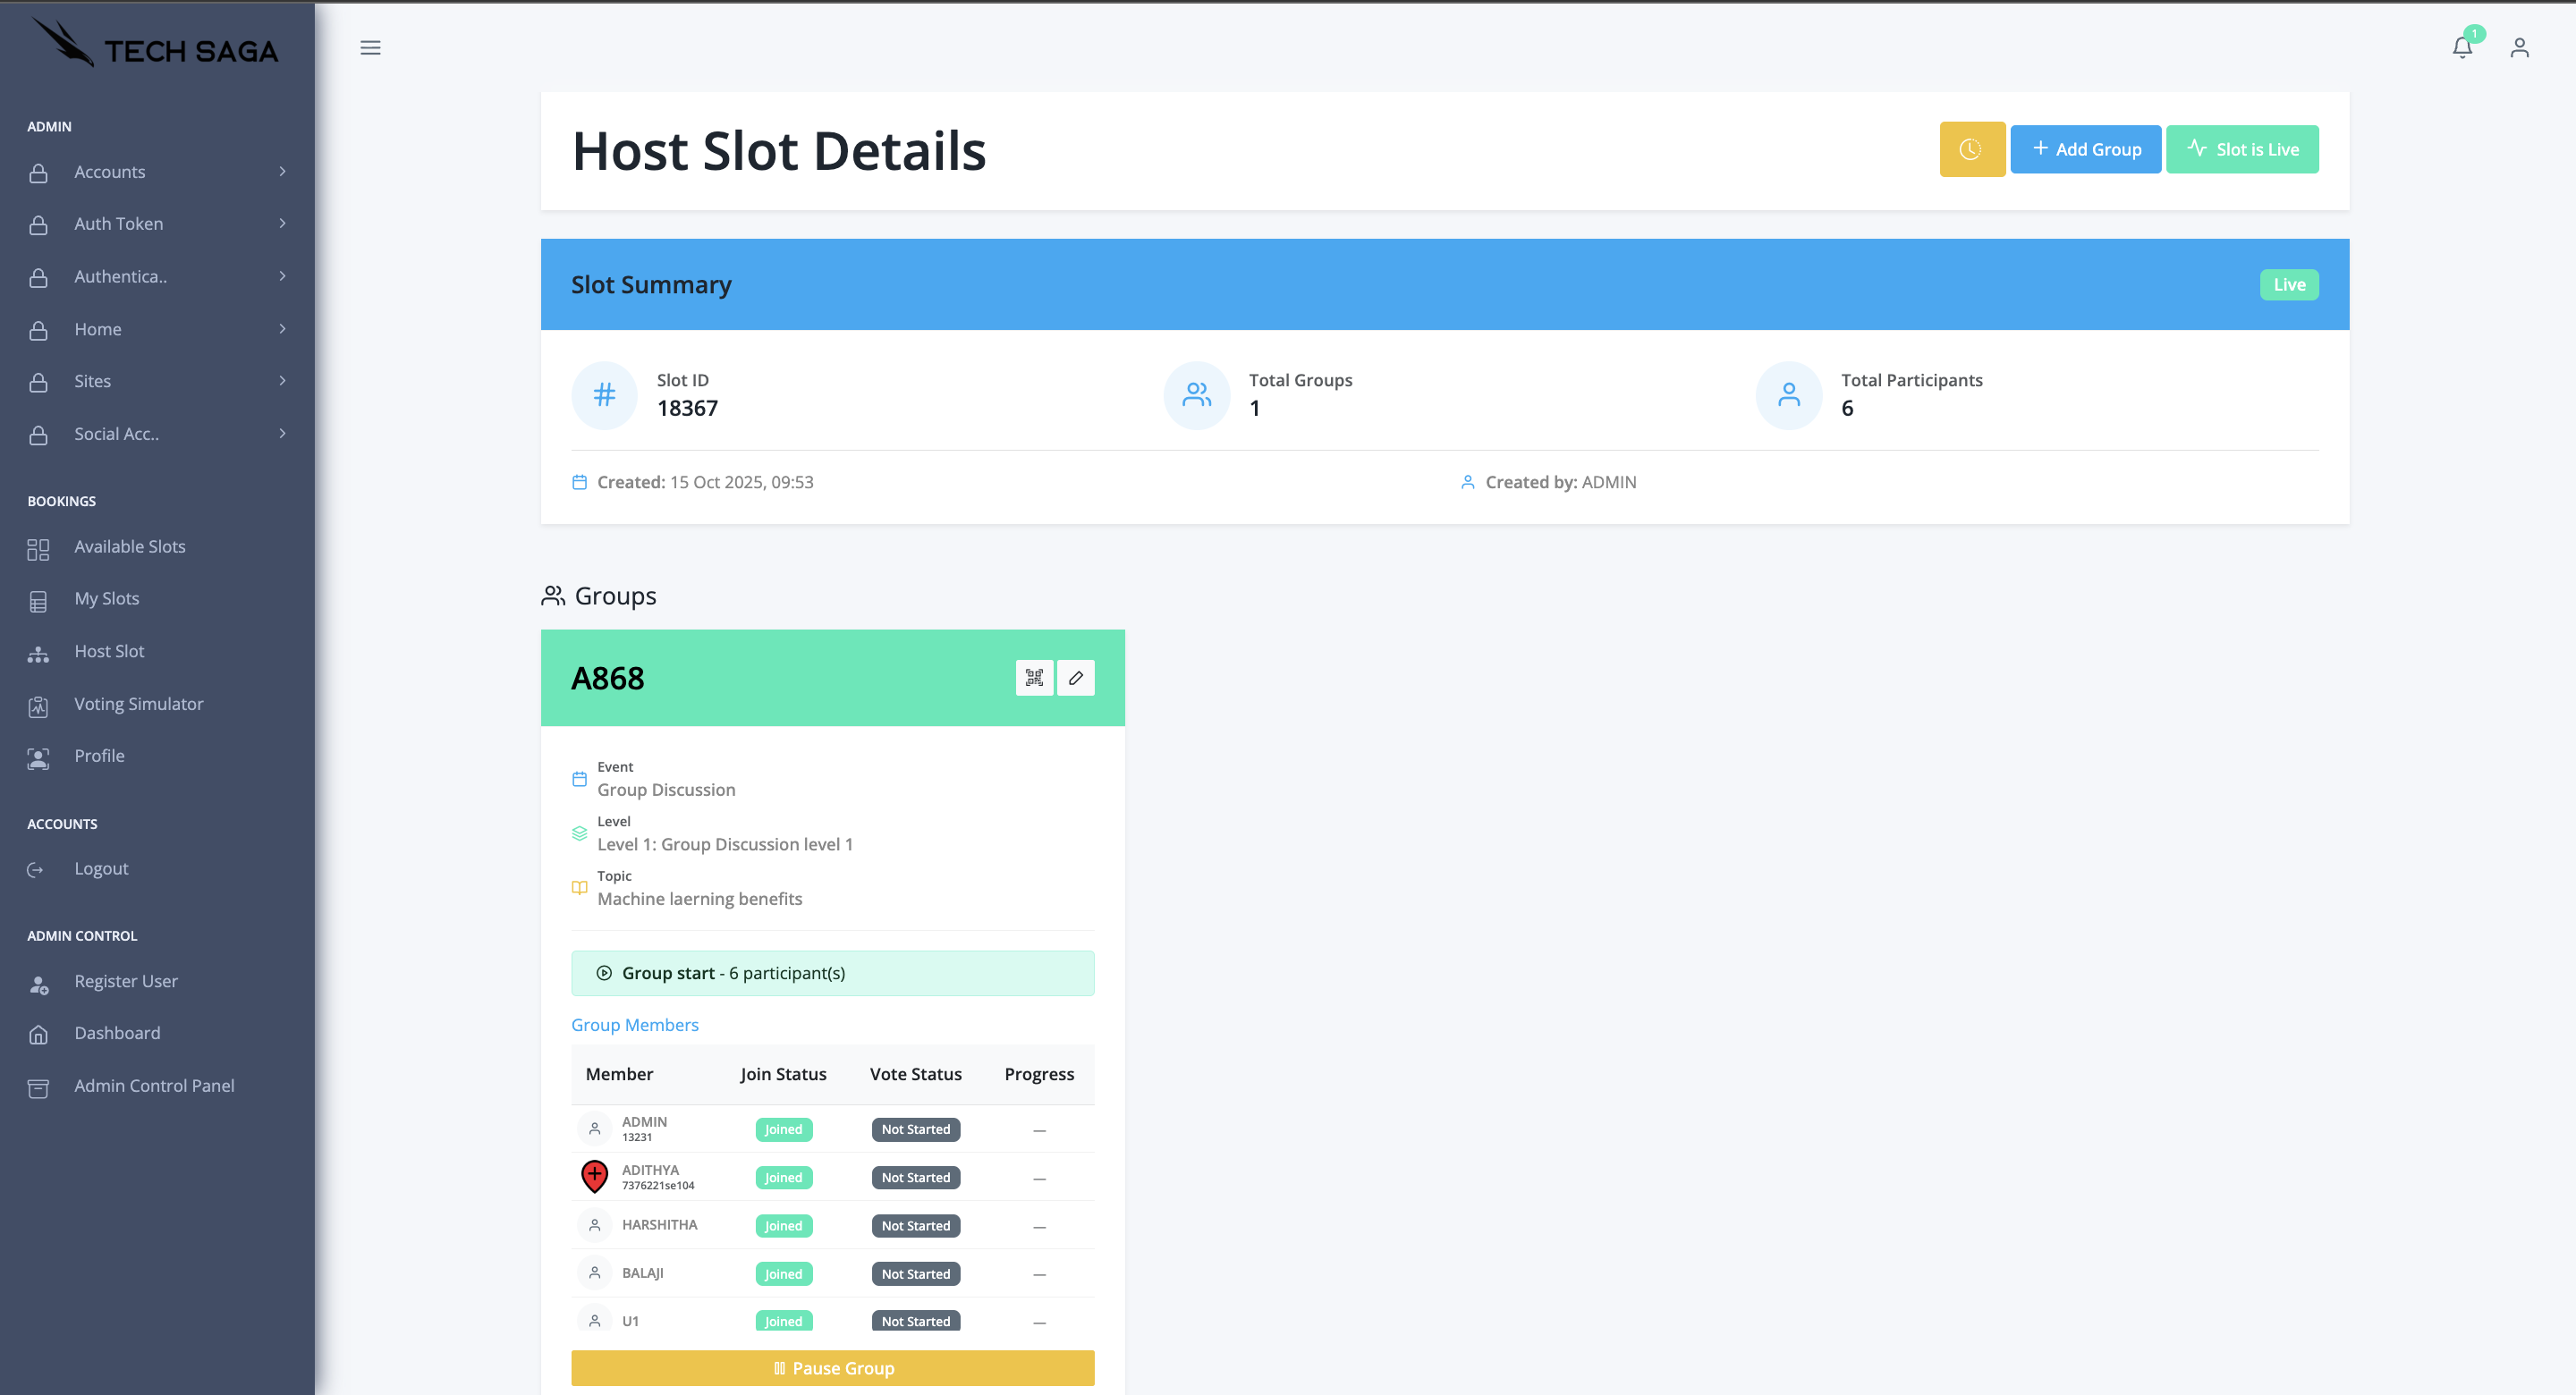 TECH SAGA
ADMIN
Accounts
Auth Token
Authentica..
Home
Sites
Social Acc..
BOOKINGS
Available Slots
My Slots
Host Slot
Voting Simulator
Profile
ACCOUNTS
Logout
ADMIN CONTROL
Register User
Dashboard
Admin Control Panel
1
Host Slot Details
+ Add Group
Slot is Live
Slot Summary
Live
Slot ID
18367
Total Groups
1
Total Participants
6
Created: 15 Oct 2025, 09:53
Created by: ADMIN
Groups
A868
Event
Group Discussion
Level
Level 1: Group Discussion level 1
Topic
Machine laerning benefits
Group start - 6 participant(s)
Group Members
Member Join Status Vote Status Progress
ADMIN
13231
Joined Not Started —
ADITHYA
7376221se104
Joined Not Started —
HARSHITHA Joined Not Started —
BALAJI Joined Not Started —
U1 Joined Not Started —
Pause Group